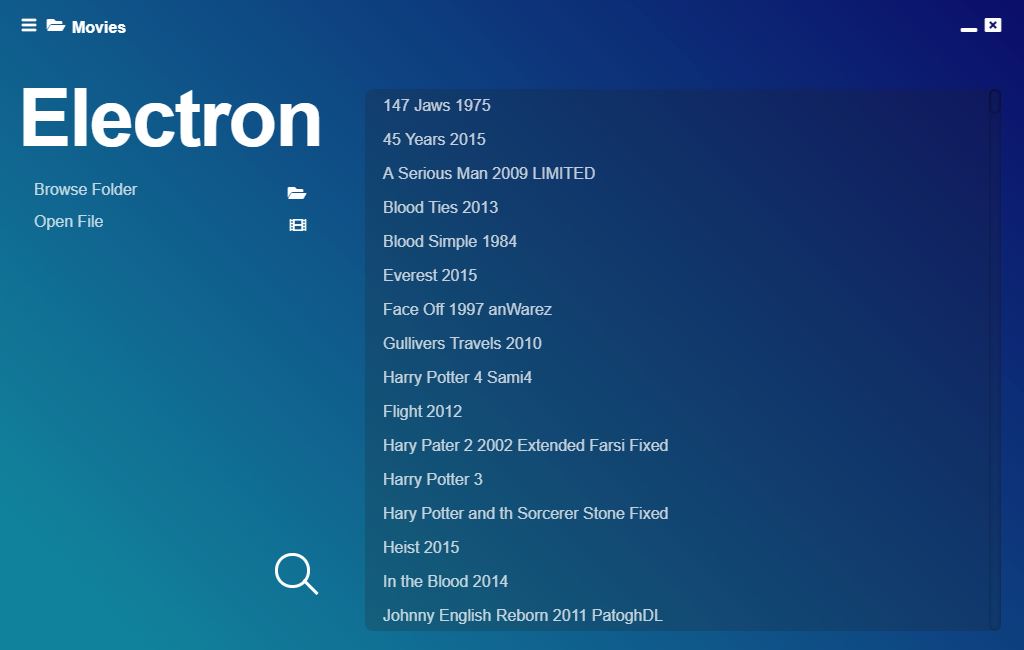 Movies
Electron
Browse Folder
Open File
147 Jaws 1975
45 Years 2015
A Serious Man 2009 LIMITED
Blood Ties 2013
Blood Simple 1984
Everest 2015
Face Off 1997 anWarez
Gullivers Travels 2010
Harry Potter 4 Sami4
Flight 2012
Hary Pater 2 2002 Extended Farsi Fixed
Harry Potter 3
Hary Potter and th Sorcerer Stone Fixed
Heist 2015
In the Blood 2014
Johnny English Reborn 2011 PatoghDL